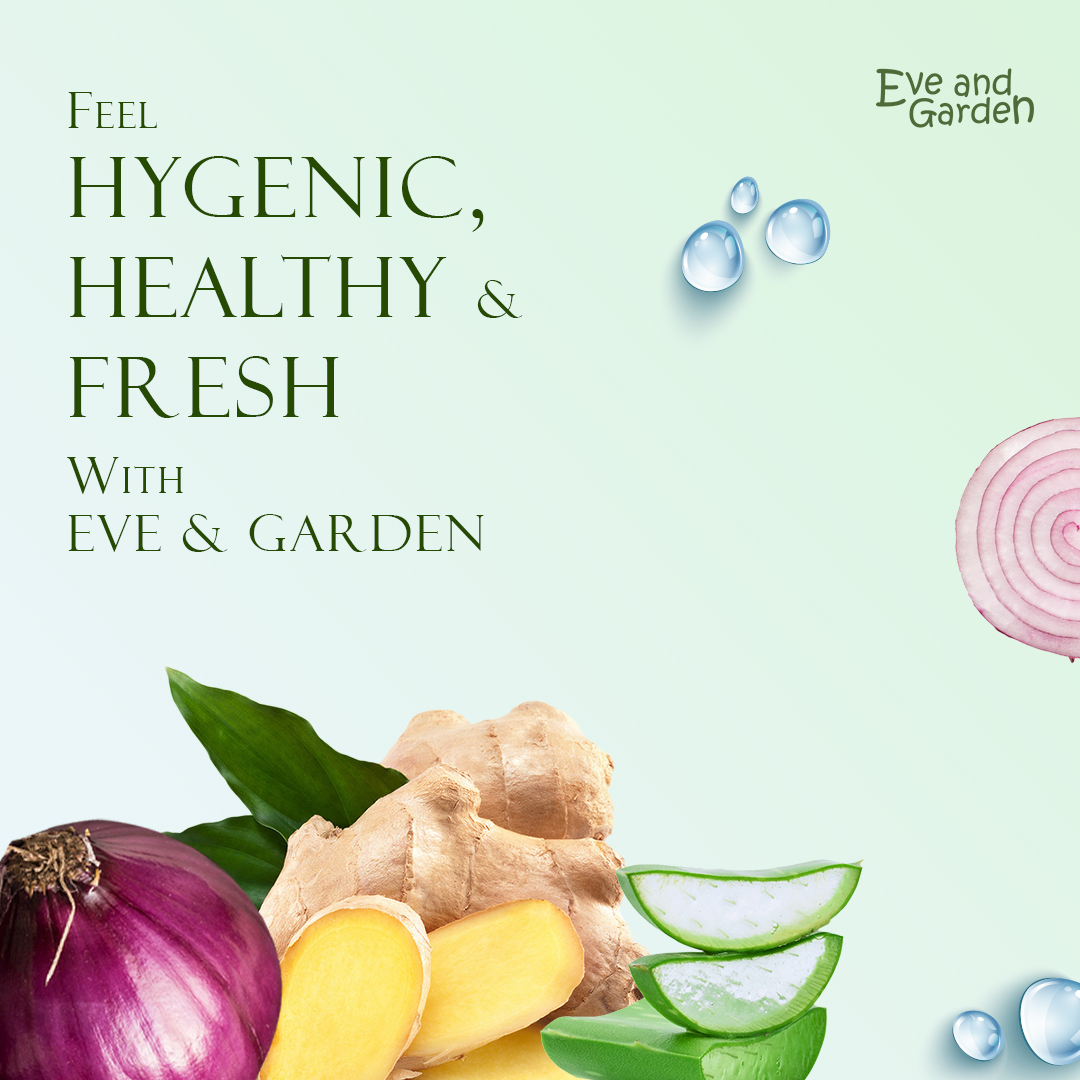 Feel
HYGENIC,
HEALTHY &
FRESH
With
EVE & GARDEN
Eve and
Garden